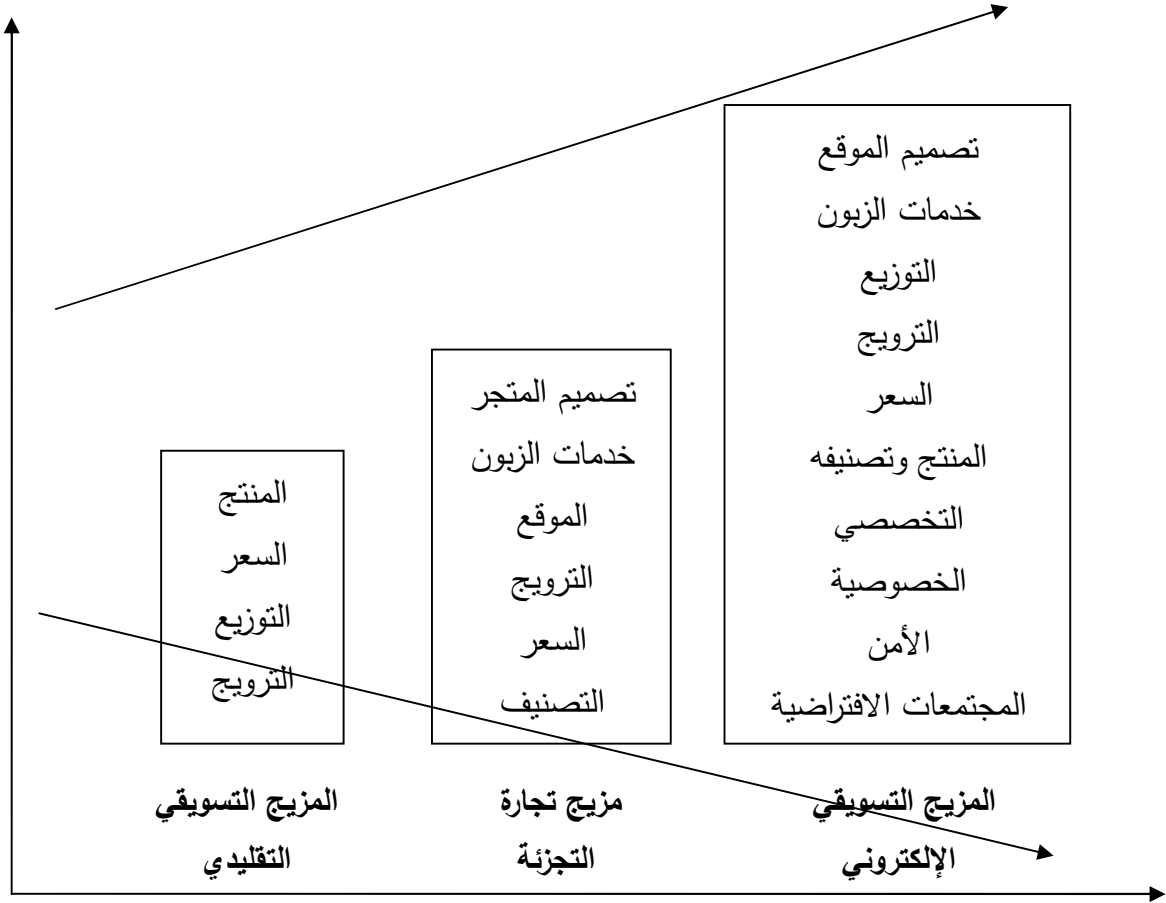 تصميم الموقع
خدمات الزبون
التوزيع
الترويج
السعر
المنتج وتصنيفه
التخصصي
الخصوصية
الأمن
المجتمعات الافتراضية
المزيج التسويقي
الإلكتروني
تصميم المتجر
خدمات الزبون
الموقع
الترويج
السعر
التصنيف
مزيج تجارة
التجزئة
المنتج
السعر
التوزيع
الترويج
المزيج التسويقي
التقليدي